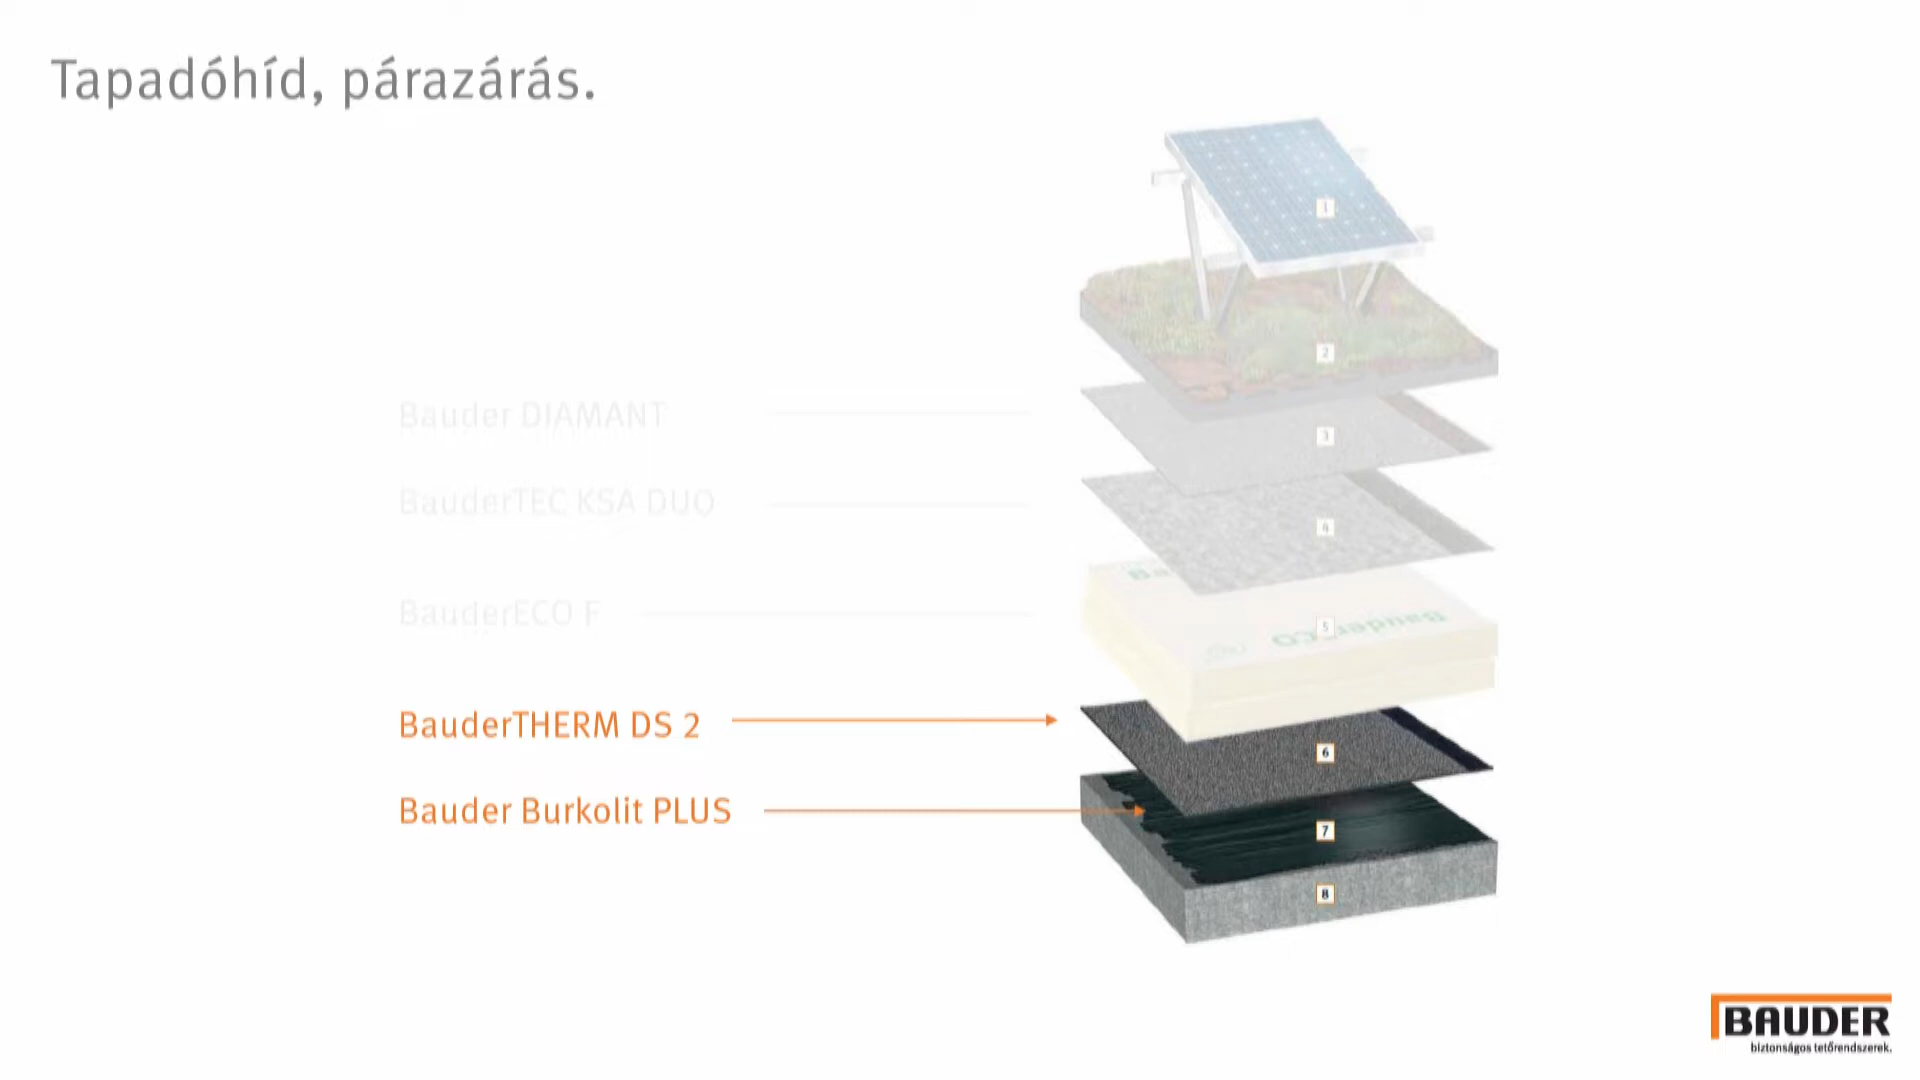 Tapadóhíd, párazárás.
1
2
Bauder DIAMANT
3
BauderTEC KSA DUO
4
BauderECO F
5
BauderECO
BauderTHERM DS 2
6
Bauder Burkolit PLUS
7
8
BAUDER
biztonságos tetőrendszerek.